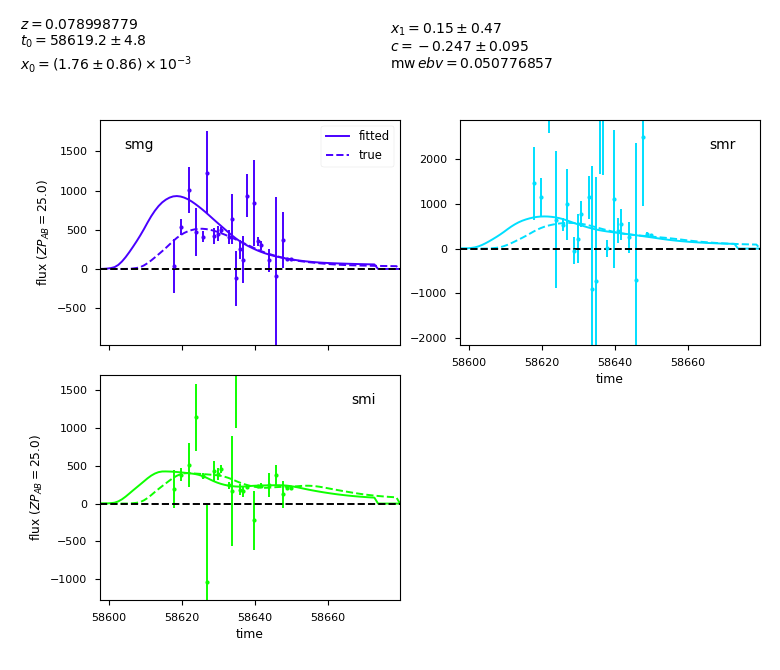 z = 0.078998779
t₀ = 58619.2 ± 4.8
x₀ = (1.76 ± 0.86) × 10⁻³
x₁ = 0.15 ± 0.47
c = −0.247 ± 0.095
mw ebv = 0.050776857
smg
fitted
true
1500
1000
500
0
−500
flux (ZP_AB = 25.0)
smr
2000
1000
0
−1000
−2000
58600 58620 58640 58660
time
smi
1500
1000
500
0
−500
−1000
flux (ZP_AB = 25.0)
58600 58620 58640 58660
time